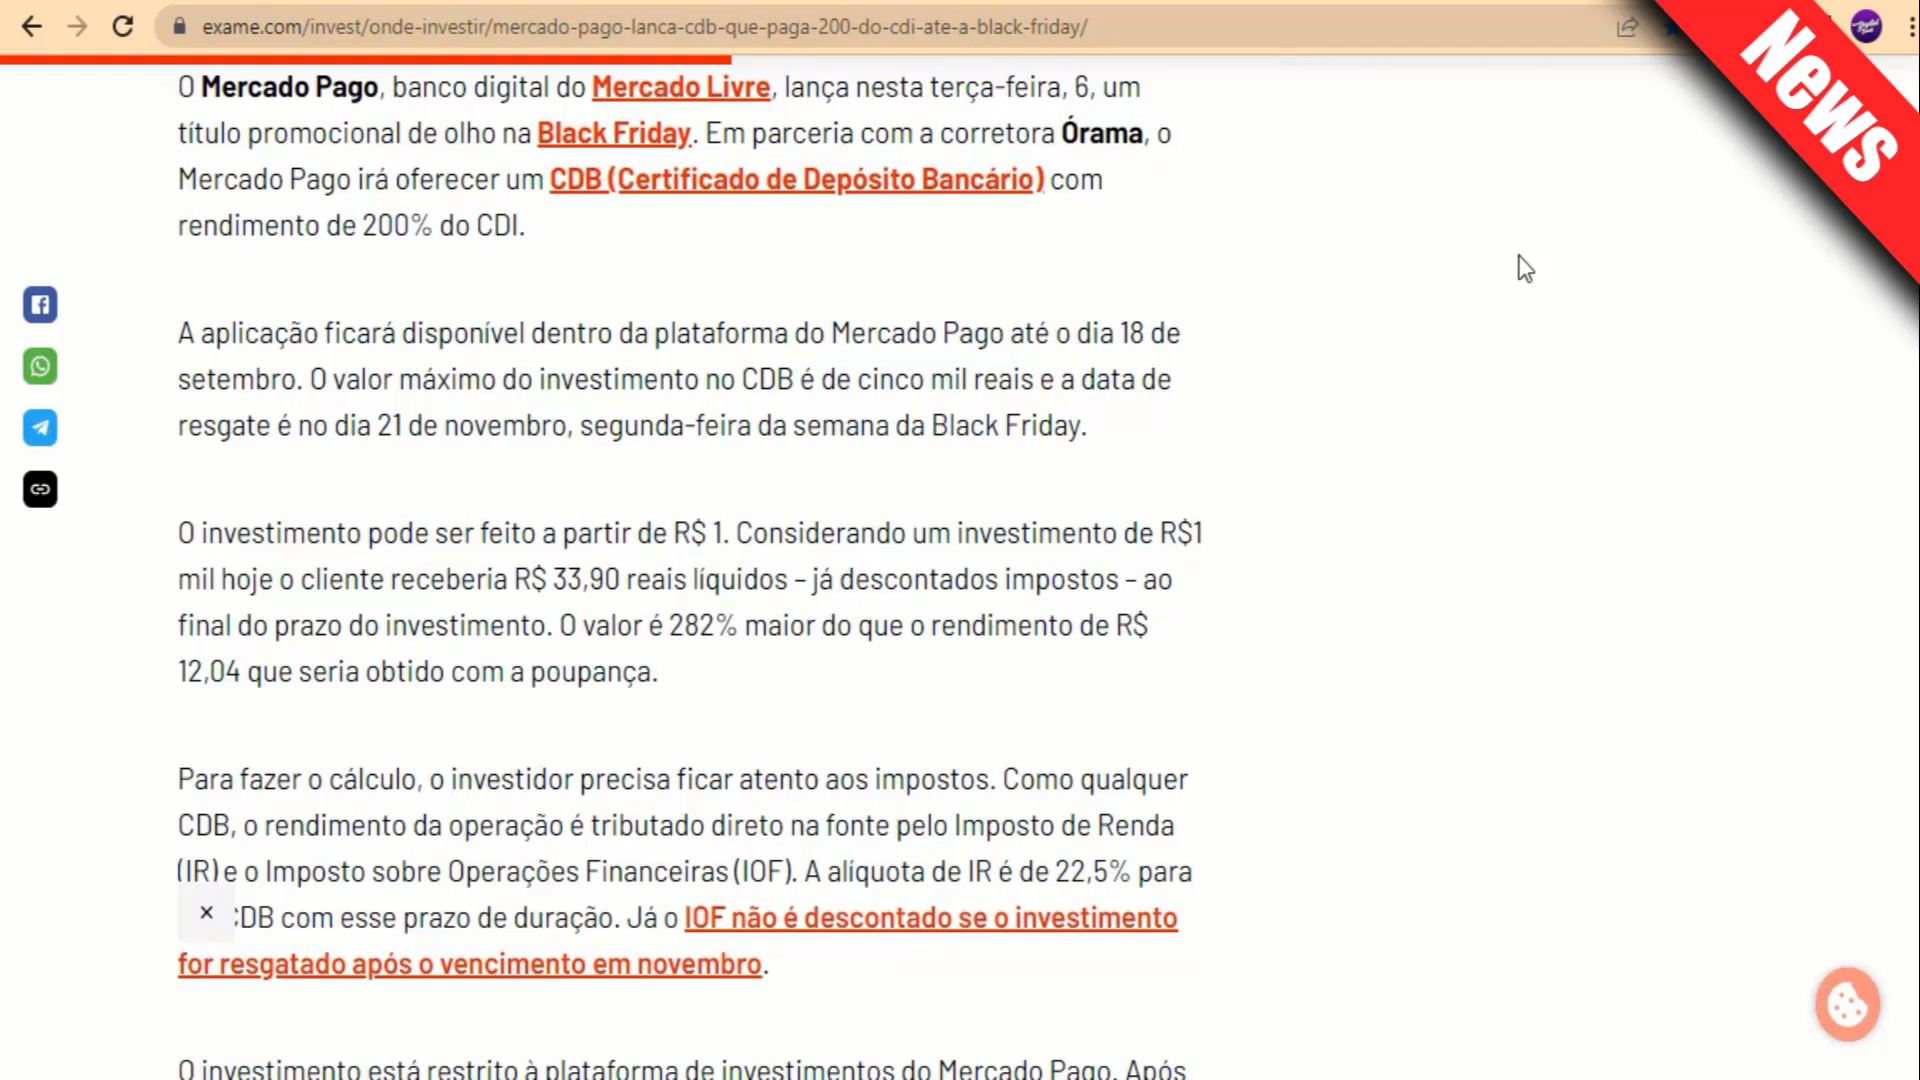 exame.com/invest/onde-investir/mercado-pago-lanca-cdb-que-paga-200-do-cdi-ate-a-black-friday/
News
O Mercado Pago, banco digital do Mercado Livre, lança nesta terça-feira, 6, um
título promocional de olho na Black Friday. Em parceria com a corretora Órama, o
Mercado Pago irá oferecer um CDB (Certificado de Depósito Bancário) com
rendimento de 200% do CDI.
A aplicação ficará disponível dentro da plataforma do Mercado Pago até o dia 18 de
setembro. O valor máximo do investimento no CDB é de cinco mil reais e a data de
resgate é no dia 21 de novembro, segunda-feira da semana da Black Friday.
O investimento pode ser feito a partir de R$ 1. Considerando um investimento de R$1
mil hoje o cliente receberia R$ 33,90 reais líquidos – já descontados impostos – ao
final do prazo do investimento. O valor é 282% maior do que o rendimento de R$
12,04 que seria obtido com a poupança.
Para fazer o cálculo, o investidor precisa ficar atento aos impostos. Como qualquer
CDB, o rendimento da operação é tributado direto na fonte pelo Imposto de Renda
(IR) e o Imposto sobre Operações Financeiras (IOF). A alíquota de IR é de 22,5% para
CDB com esse prazo de duração. Já o IOF não é descontado se o investimento
for resgatado após o vencimento em novembro.
O investimento está restrito à plataforma de investimentos do Mercado Pago. Após